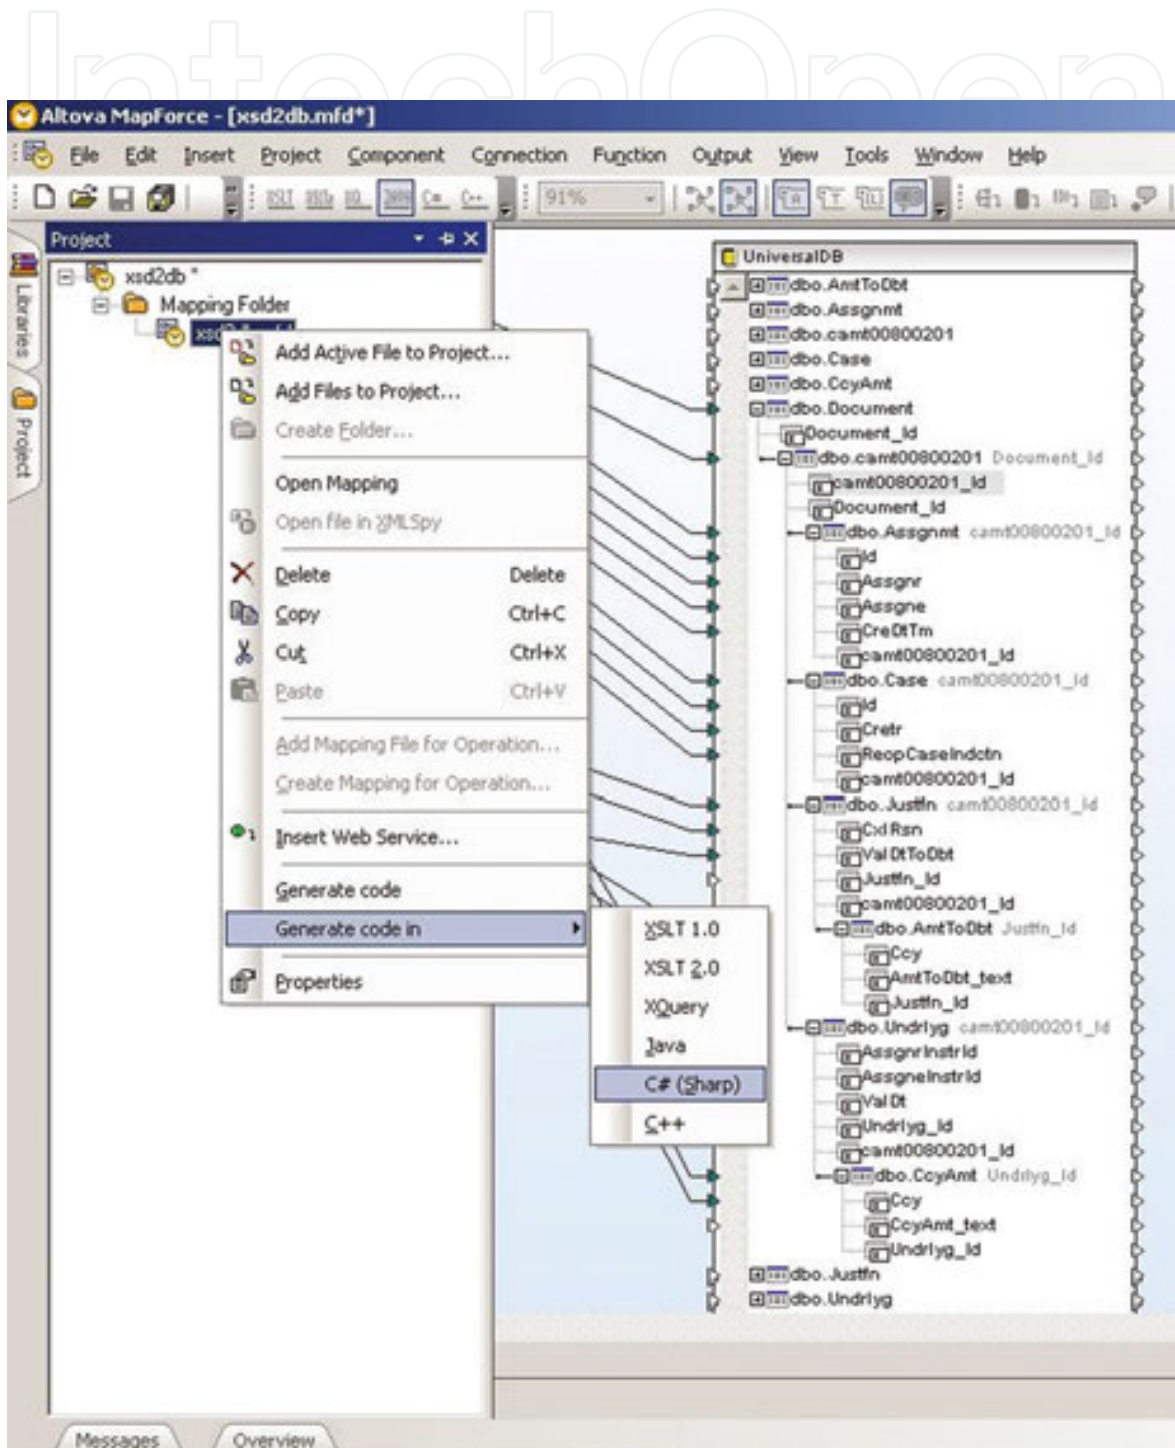 IntechOpen
Altova MapForce - [xsd2db.mfd*]
File Edit Insert Project Component Connection Function Output View Tools Window Help
XSLT XSLT2 XQ JAVA C# C++ 91%
Project
Libraries
Project
xsd2db *
Mapping Folder
Add Active File to Project...
Add Files to Project...
Create Folder...
Open Mapping
Open file in XMLSpy
Delete Delete
Copy Ctrl+C
Cut Ctrl+X
Paste Ctrl+V
Add Mapping File for Operation...
Create Mapping for Operation...
Insert Web Service...
Generate code
Generate code in
Properties
XSLT 1.0
XSLT 2.0
XQuery
Java
C# (Sharp)
C++
UniversalDB
dbo.AmtToDbt
dbo.Assgnmt
dbo.camt00800201
dbo.Case
dbo.CcyAmt
dbo.Document
Document_Id
dbo.camt00800201 Document_Id
camt00800201_Id
Document_Id
dbo.Assgnmt camt00800201_Id
Id
Assgnr
Assgne
CreDtTm
camt00800201_Id
dbo.Case camt00800201_Id
Id
Cretr
ReopCaseIndctn
camt00800201_Id
dbo.Justfn camt00800201_Id
CxlRsn
ValDtToDbt
Justfn_Id
camt00800201_Id
dbo.AmtToDbt Justfn_Id
Ccy
AmtToDbt_text
Justfn_Id
dbo.Undrlyg camt00800201_Id
AssgnrInstrId
AssgneInstrId
ValDt
Undrlyg_Id
camt00800201_Id
dbo.CcyAmt Undrlyg_Id
Ccy
CcyAmt_text
Undrlyg_Id
dbo.Justfn
dbo.Undrlyg
Messages Overview